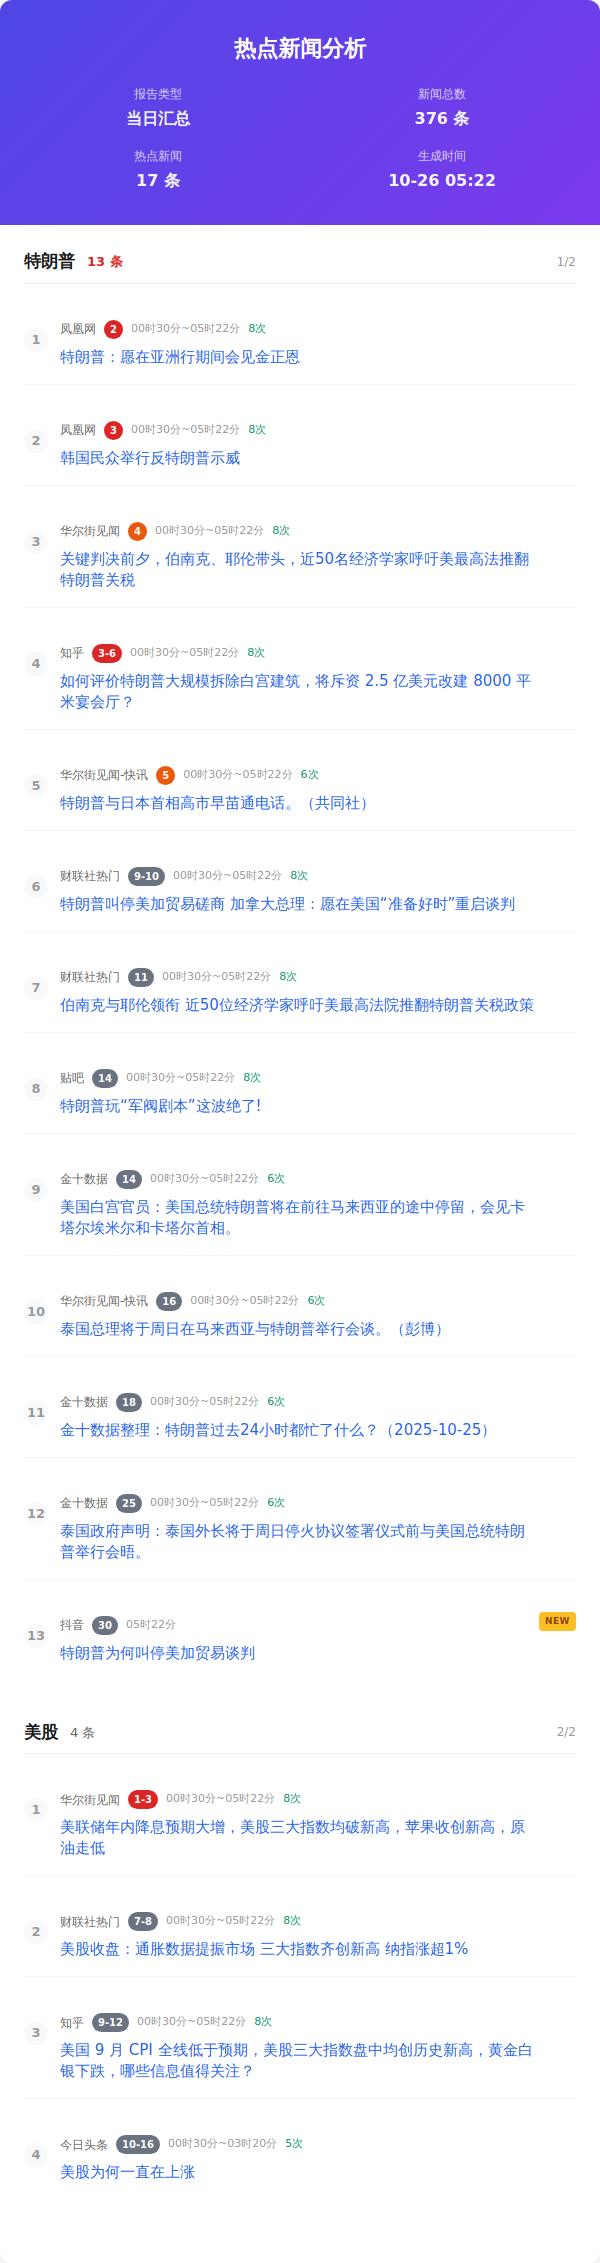 热点新闻分析
报告类型
新闻总数
当日汇总
376 条
热点新闻
生成时间
17 条
10-26 05:22
特朗普 13 条 1/2
1
凤凰网 2 00时30分~05时22分 8次
特朗普：愿在亚洲行期间会见金正恩
2
凤凰网 3 00时30分~05时22分 8次
韩国民众举行反特朗普示威
3
华尔街见闻 4 00时30分~05时22分 8次
关键判决前夕，伯南克、耶伦带头，近50名经济学家呼吁美最高法推翻
特朗普关税
4
知乎 3-6 00时30分~05时22分 8次
如何评价特朗普大规模拆除白宫建筑，将斥资 2.5 亿美元改建 8000 平
米宴会厅？
5
华尔街见闻-快讯 5 00时30分~05时22分 6次
特朗普与日本首相高市早苗通电话。（共同社）
6
财联社热门 9-10 00时30分~05时22分 8次
特朗普叫停美加贸易磋商 加拿大总理：愿在美国“准备好时”重启谈判
7
财联社热门 11 00时30分~05时22分 8次
伯南克与耶伦领衔 近50位经济学家呼吁美国最高法院推翻特朗普关税政策
8
贴吧 14 00时30分~05时22分 8次
特朗普玩“军阀剧本”这波绝了!
9
金十数据 14 00时30分~05时22分 6次
美国白宫官员：美国总统特朗普将在前往马来西亚的途中停留，会见卡
塔尔埃米尔和卡塔尔首相。
10
华尔街见闻-快讯 16 00时30分~05时22分 6次
泰国总理将于周日在马来西亚与特朗普举行会谈。（彭博）
11
金十数据 18 00时30分~05时22分 6次
金十数据整理：特朗普过去24小时都忙了什么？（2025-10-25）
12
金十数据 25 00时30分~05时22分 6次
泰国政府声明：泰国外长将于周日停火协议签署仪式前与美国总统特朗
普举行会晤。
13
抖音 30 05时22分 NEW
特朗普为何叫停美加贸易谈判
美股 4 条 2/2
1
华尔街见闻 1-3 00时30分~05时22分 8次
美联储年内降息预期大增，美股三大指数均破新高，苹果收创新高，原
油走低
2
财联社热门 7-8 00时30分~05时22分 8次
美股收盘：通胀数据提振市场 三大指数齐创新高 纳指涨超1%
3
知乎 9-12 00时30分~05时22分 8次
美国 9 月 CPI 全线低于预期，美股三大指数盘中均创历史新高，黄金白
银下跌，哪些信息值得关注？
4
今日头条 10-16 00时30分~03时20分 5次
美股为何一直在上涨